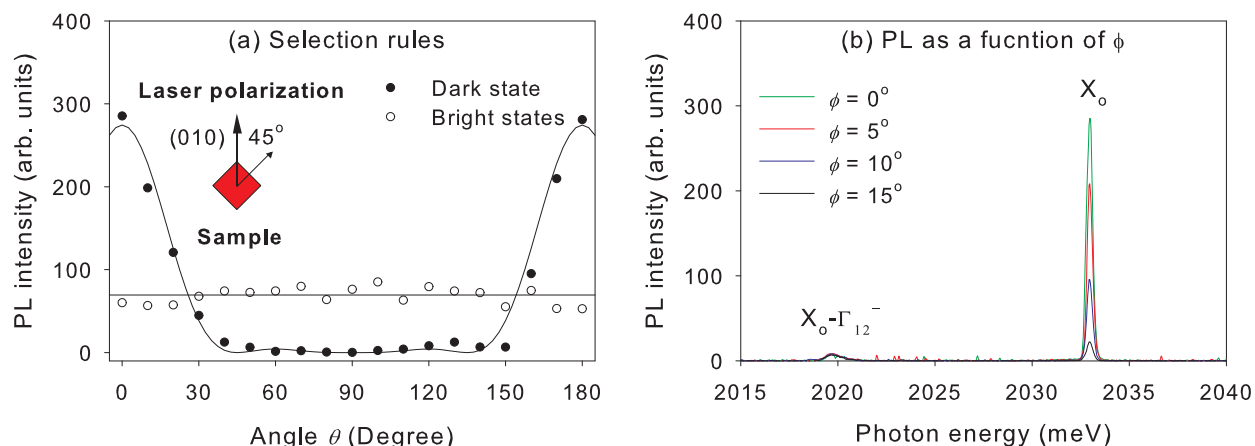 (a) Selection rules
400
300
200
100
0
PL intensity (arb. units)
Laser polarization
(010)
45°
Sample
Dark state
Bright states
0 30 60 90 120 150 180
Angle θ (Degree)
(b) PL as a fucntion of ϕ
400
300
200
100
0
PL intensity (arb. units)
ϕ = 0°
ϕ = 5°
ϕ = 10°
ϕ = 15°
Xₒ
Xₒ-Γ₁₂⁻
2015 2020 2025 2030 2035 2040
Photon energy (meV)